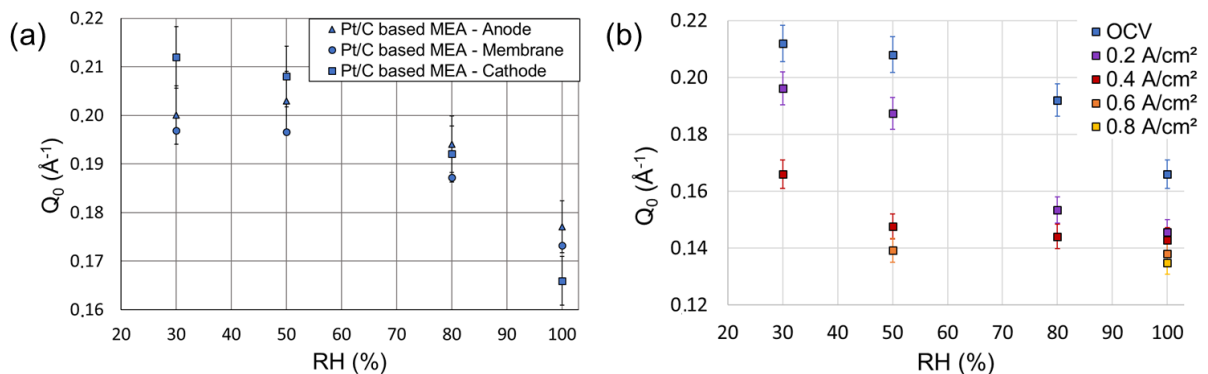 (a)
0.22
0.21
0.20
0.19
0.18
0.17
0.16
Q₀ (Å⁻¹)
Pt/C based MEA - Anode
Pt/C based MEA - Membrane
Pt/C based MEA - Cathode
20 30 40 50 60 70 80 90 100
RH (%)
(b)
0.22
0.20
0.18
0.16
0.14
0.12
Q₀ (Å⁻¹)
OCV
0.2 A/cm²
0.4 A/cm²
0.6 A/cm²
0.8 A/cm²
20 30 40 50 60 70 80 90 100
RH (%)